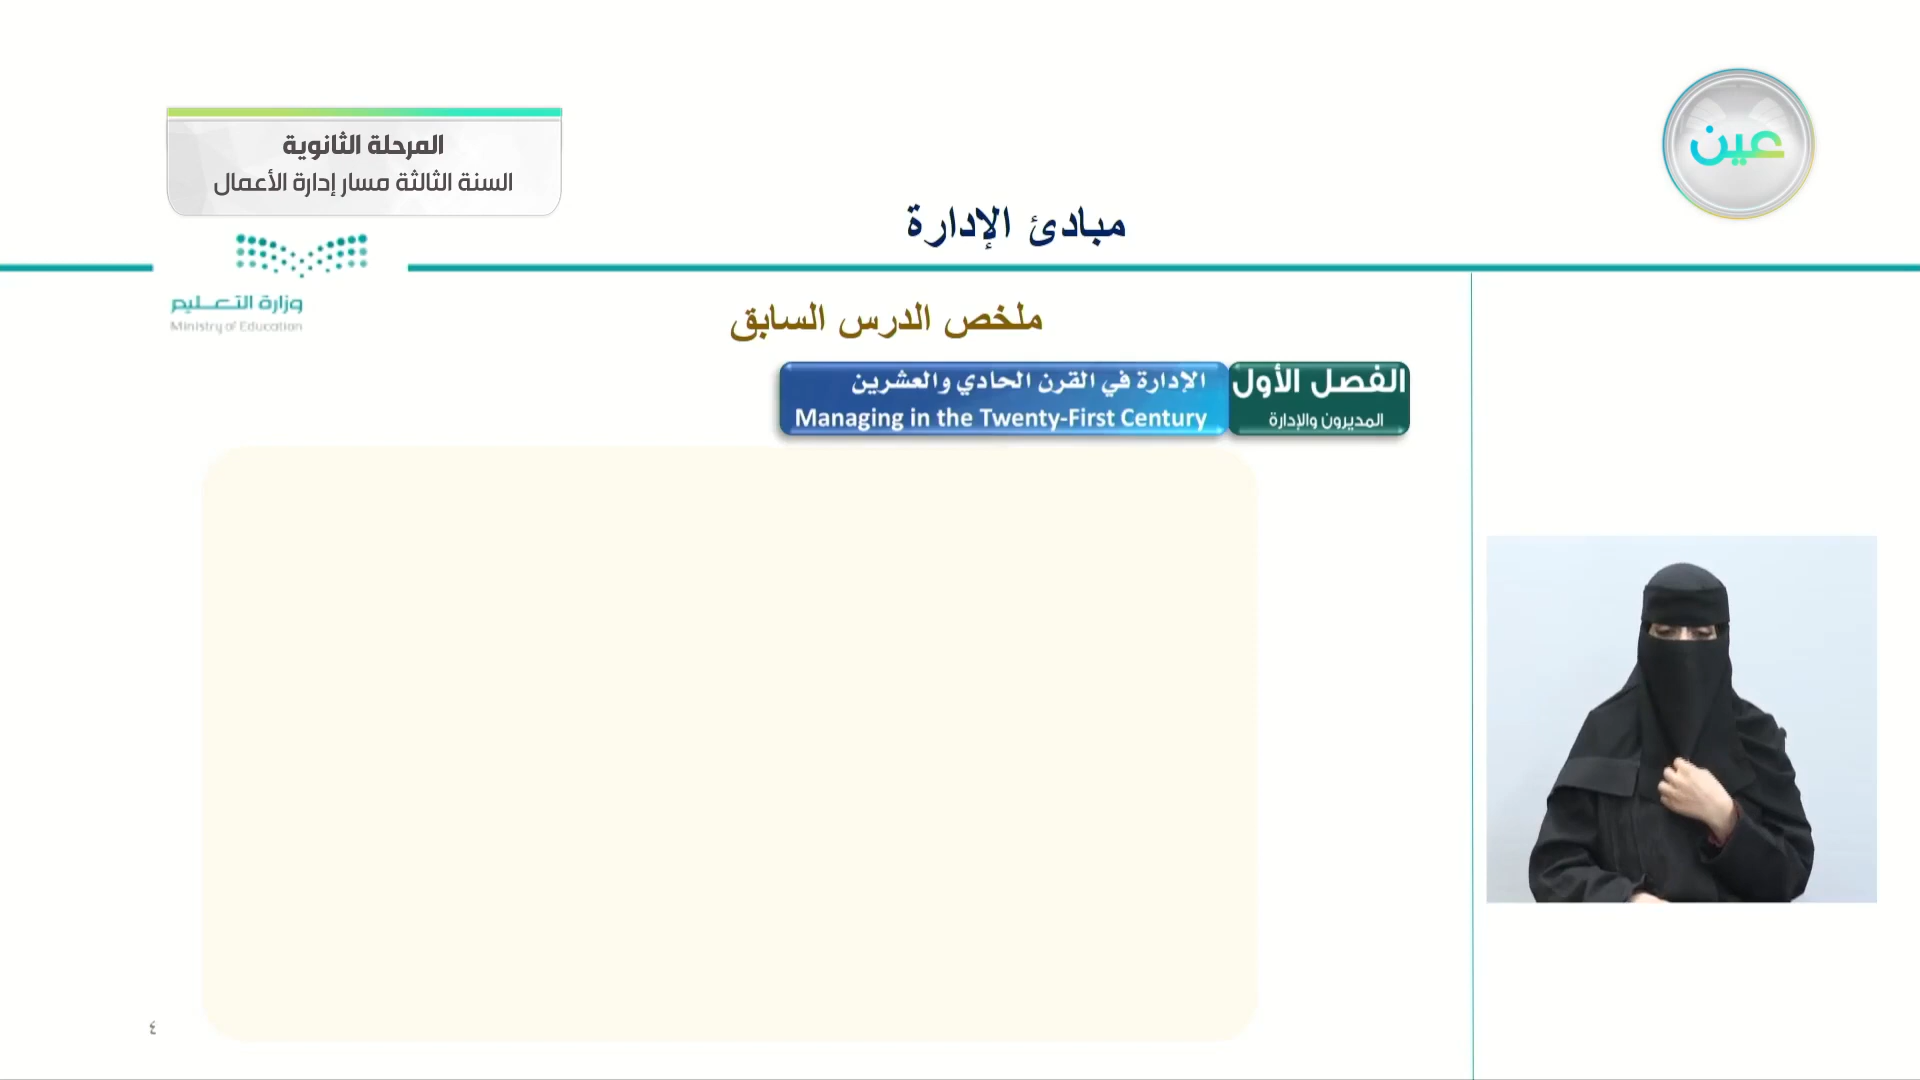 المرحلة الثانوية
السنة الثالثة مسار إدارة الأعمال
عين
مبادئ الإدارة
وزارة التعليم
Ministry of Education
ملخص الدرس السابق
الفصل الأول
المديرون والإدارة
الإدارة في القرن الحادي والعشرين
Managing in the Twenty-First Century
٤